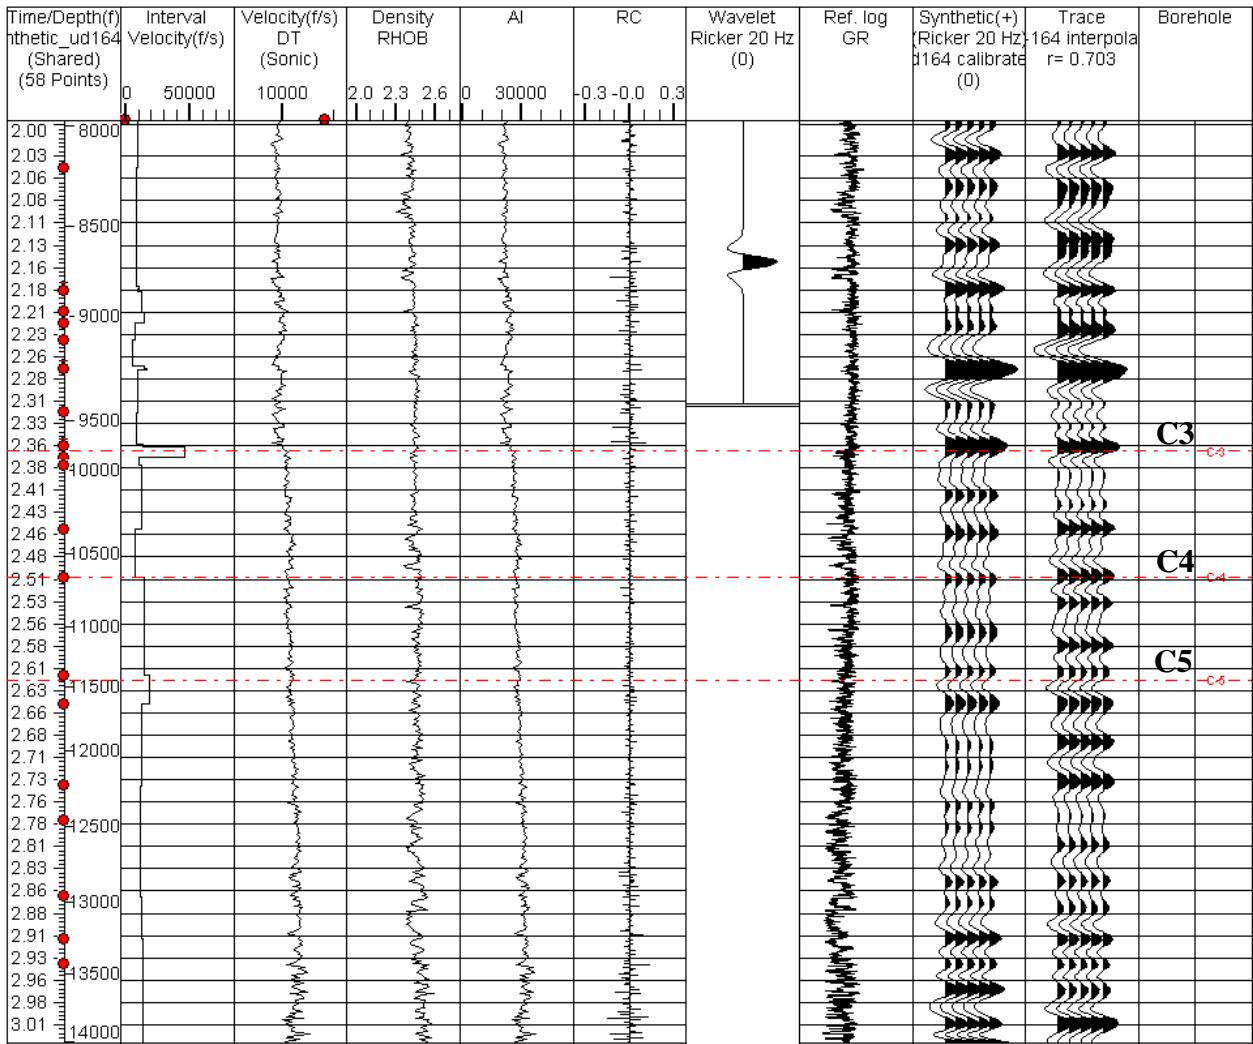 Time/Depth(f)
nthetic_ud164
(Shared)
(58 Points)
Interval
Velocity(f/s)
0 50000
Velocity(f/s)
DT
(Sonic)
10000
Density
RHOB
2.0 2.3 2.6
AI
0 30000
RC
-0.3 -0.0 0.3
Wavelet
Ricker 20 Hz
(0)
Ref. log
GR
Synthetic(+)
(Ricker 20 Hz)
d164 calibrate
(0)
Trace
-164 interpola
r= 0.703
Borehole
2.00 8000
2.03
2.06
2.08
2.11 8500
2.13
2.16
2.18
2.21 9000
2.23
2.26
2.28
2.31
2.33 9500
2.36 C3
C-3
2.38 10000
2.41
2.43
2.46
2.48 10500
2.51 C4
C-4
2.53
2.56 11000
2.58
2.61 C5
C-5
2.63 11500
2.66
2.68
2.71 12000
2.73
2.76
2.78 12500
2.81
2.83
2.86
2.88 13000
2.91
2.93
2.96 13500
2.98
3.01 14000